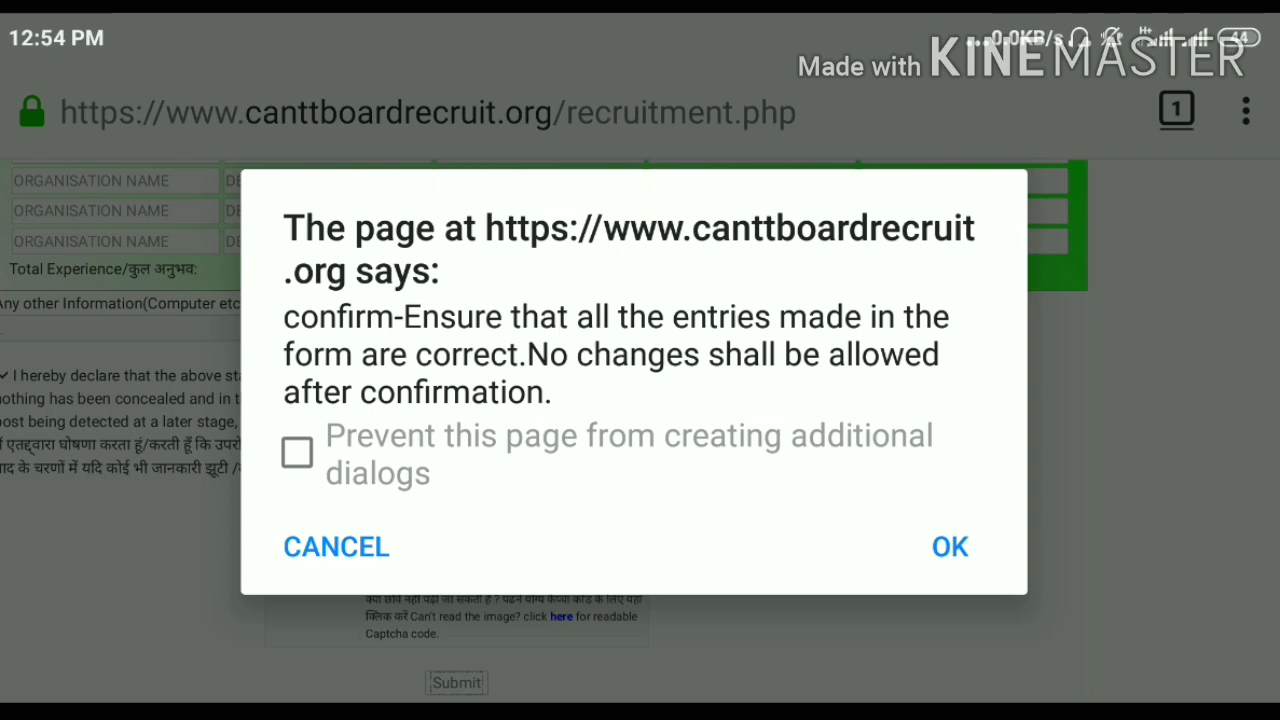 12:54 PM
...0.0KB/s
H+
44
Made with KINEMASTER
https://www.canttboardrecruit.org/recruitment.php
1
ORGANISATION NAME
ORGANISATION NAME
ORGANISATION NAME
Total Experience/कुल अनुभव:
Any other Information(Computer etc
The page at https://www.canttboardrecruit
.org says:
confirm-Ensure that all the entries made in the
form are correct.No changes shall be allowed
after confirmation.
Prevent this page from creating additional
dialogs
CANCEL
OK
I hereby declare that the above
nothing has been concealed and in
post being detected at a later stage,
एतद्द्वारा घोषणा करता हूं/करती हूँ कि
के चरणों में यदि कोई भी जानकारी झूटी /
क्लिक करें Can't read the image? click here for readable
Captcha code.
Submit